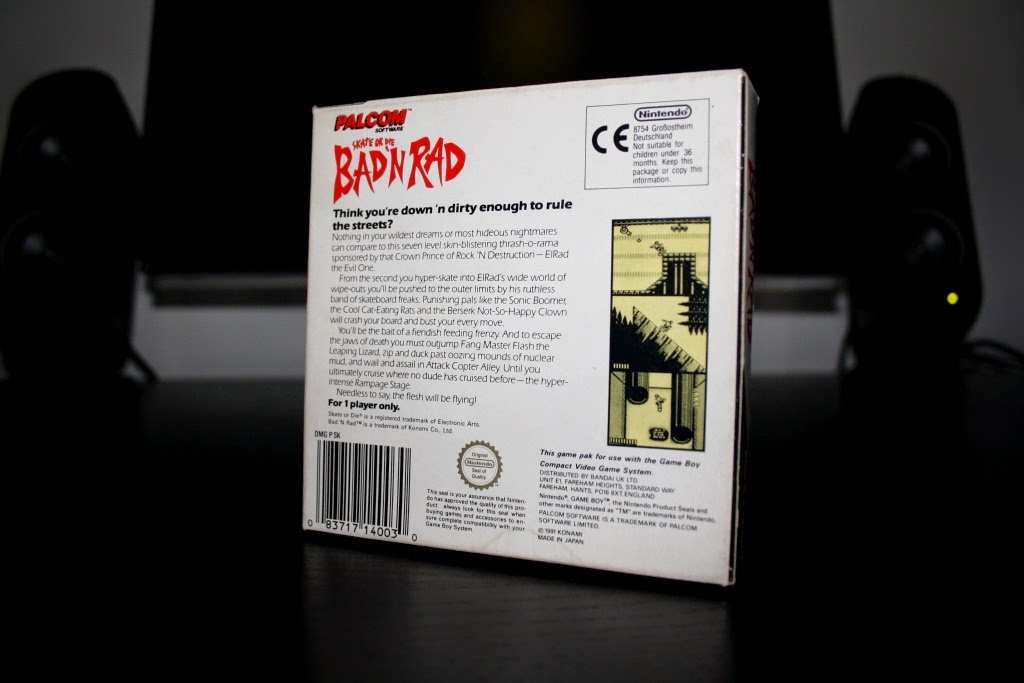 PALCOM™
SOFTWARE
SKATE OR DIE
BAD 'N RAD
Think you're down 'n dirty enough to rule
the streets?
Nothing in your wildest dreams or most hideous nightmares
can compare to this seven level skin-blistering thrash-o-rama
sponsored by that Crown Prince of Rock 'N Destruction — ElRad
the Evil One.
From the second you hyper-skate into ElRad's wide world of
wipe-outs you'll be pushed to the outer limits by his ruthless
band of skateboard freaks. Punishing pals like the Sonic Boomer,
the Cool Cat-Eating Rats and the Berserk Not-So-Happy Clown
will crash your board and bust your every move.
You'll be the bait of a fiendish feeding frenzy. And to escape
the jaws of death you must outjump Fang Master Flash the
Leaping Lizard, zip and duck past oozing mounds of nuclear
mud, and wail and assail in Attack Copter Alley. Until you
ultimately cruise where no dude has cruised before — the hyper-
intense Rampage Stage.
Needless to say, the flesh will be flying!
For 1 player only.
Skate or Die® is a registered trademark of Electronic Arts.
Bad 'N Rad™ is a trademark of Konami Co., Ltd.
DMG P SK
0 83717 14003 0
Original
Nintendo
Seal of
Quality
This seal is your assurance that Ninten-
do has approved the quality of this pro-
duct always look for this seal when
buying games and accessories to en-
sure complete compatibility with your
Game Boy System
CE
Nintendo®
8754 Großostheim
Deutschland
Not suitable for
children under 36
months. Keep this
package or copy this
information.
This game pak for use with the Game Boy
Compact Video Game System.
DISTRIBUTED BY BANDAI UK LTD.
UNIT E1, FAREHAM HEIGHTS, STANDARD WAY
FAREHAM, HANTS, PO16 8XT, ENGLAND
Nintendo®, GAME BOY™ the Nintendo Product Seals and
other marks designated as "TM" are trademarks of Nintendo.
PALCOM SOFTWARE IS A TRADEMARK OF PALCOM
SOFTWARE LIMITED.
© 1991 KONAMI
MADE IN JAPAN